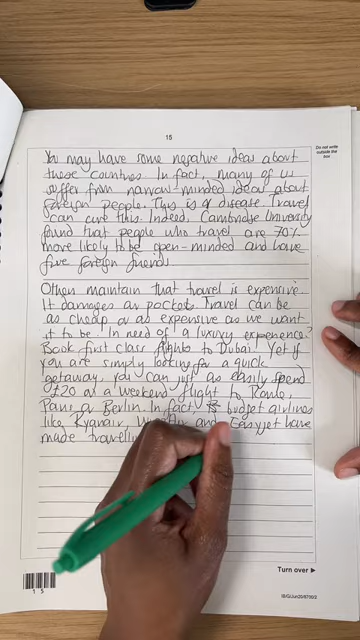 15
Do not write
outside the
box
You may have some negative ideas about
these countries. In fact, many of us
suffer from narrow-minded ideas about
foreign people. This is a disease. Travel
can cure this. Indeed, Cambridge University
found that people who travel are 70%
more likely to be open-minded and have
five foreign friends
Others maintain that travel is expensive.
It damages our pockets. Travel can be
as cheap or as expensive as we want
it to be. In need of a luxury experience?
Book first class flights to Dubai! Yet if
you are simply looking for a quick
getaway, you can just as easily spend
£20 on a weekend flight to Rome,
Paris or Berlin. In fact, budget airlines
like Ryanair, and Easyjet have
made
Turn over ►
IB/G/Jun20/8700/2
1 5